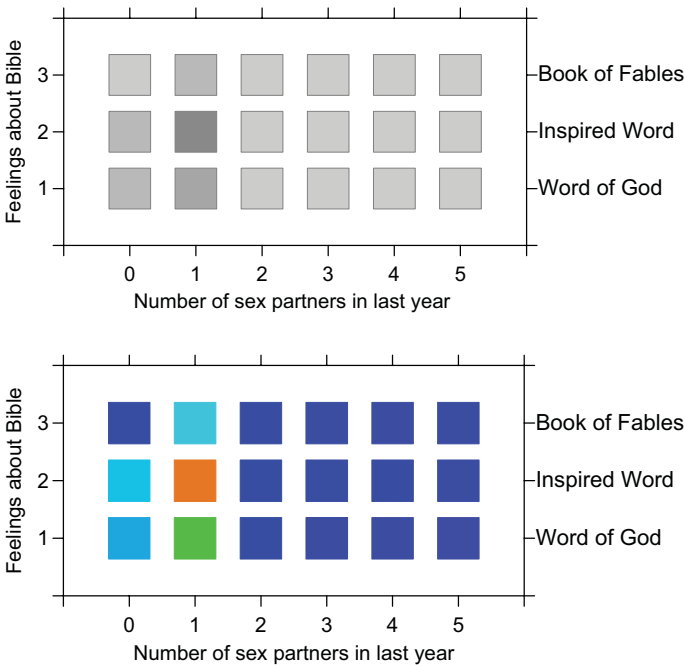 Feelings about Bible
3
Book of Fables
2
Inspired Word
1
Word of God
0 1 2 3 4 5
Number of sex partners in last year
Feelings about Bible
3
Book of Fables
2
Inspired Word
1
Word of God
0 1 2 3 4 5
Number of sex partners in last year